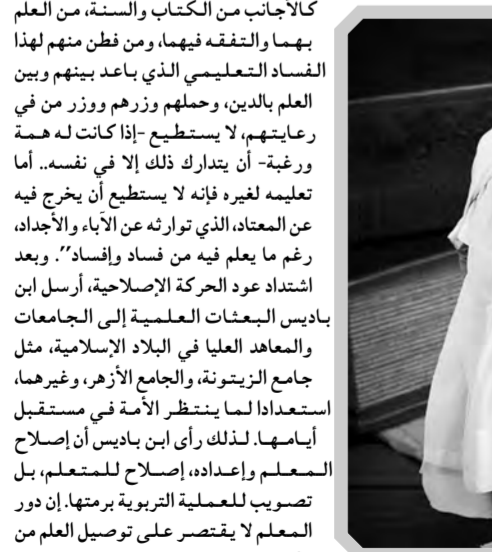 كالأجانب من الكتاب والسنة، من العلم
بهما والتفقه فيهما، ومن فطن منهم لهذا
الفساد التعليمي الذي باعد بينهم وبين
العلم بالدين، وحملهم وزرهم ووزر من في
رعايتهم، لا يستطيع -إذا كانت له همة
ورغبة- أن يتدارك ذلك إلا في نفسه.. أما
تعليمه لغيره فإنه لا يستطيع أن يخرج فيه
عن المعتاد، الذي توارثه عن الآباء والأجداد،
رغم ما يعلم فيه من فساد وإفساد’’. وبعد
اشتداد عود الحركة الإصلاحية، أرسل ابن
باديس البعثات العلمية إلى الجامعات
والمعاهد العليا في البلاد الإسلامية، مثل
جامع الزيتونة، والجامع الأزهر، وغيرهما،
استعدادا لما ينتظر الأمة في مستقبل
أيامها. لذلك رأى ابن باديس أن إصلاح
المعلم وإعداده، إصلاح للمتعلم، بل
تصويب للعملية التربوية برمتها. إن دور
المعلم لا يقتصر على توصيل العلم من